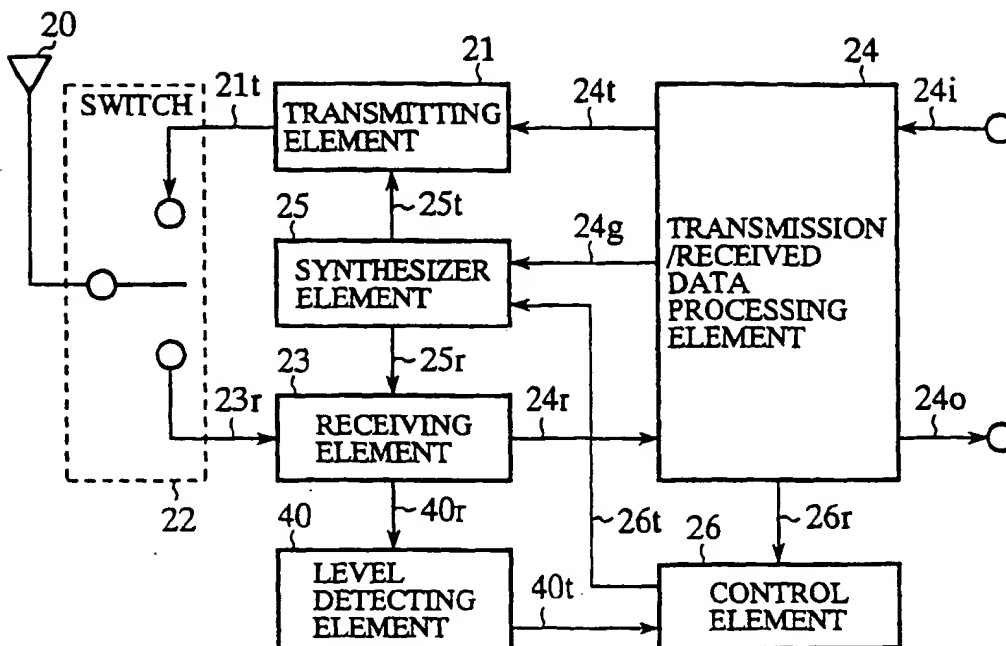 20
21
24
SWITCH
21t
TRANSMITTING
ELEMENT
24t
24i
25
25t
24g
SYNTHESIZER
ELEMENT
TRANSMISSION
/RECEIVED
DATA
PROCESSING
ELEMENT
25r
23
23r
RECEIVING
ELEMENT
24r
24o
22
40
40r
26t
26
26r
LEVEL
DETECTING
ELEMENT
40t
CONTROL
ELEMENT